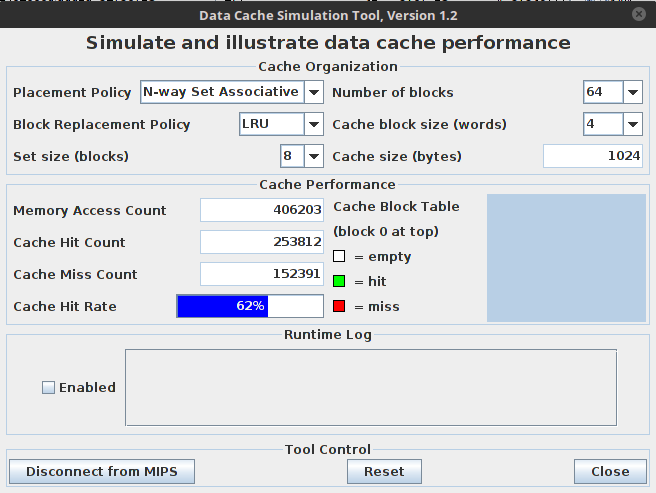 Data Cache Simulation Tool, Version 1.2
Simulate and illustrate data cache performance
Cache Organization
Placement Policy N-way Set Associative Number of blocks 64
Block Replacement Policy LRU Cache block size (words) 4
Set size (blocks) 8 Cache size (bytes) 1024
Cache Performance
Memory Access Count 406203 Cache Block Table
Cache Hit Count 253812 (block 0 at top)
= empty
Cache Miss Count 152391 = hit
Cache Hit Rate 62% = miss
Runtime Log
Enabled
Tool Control
Disconnect from MIPS Reset Close